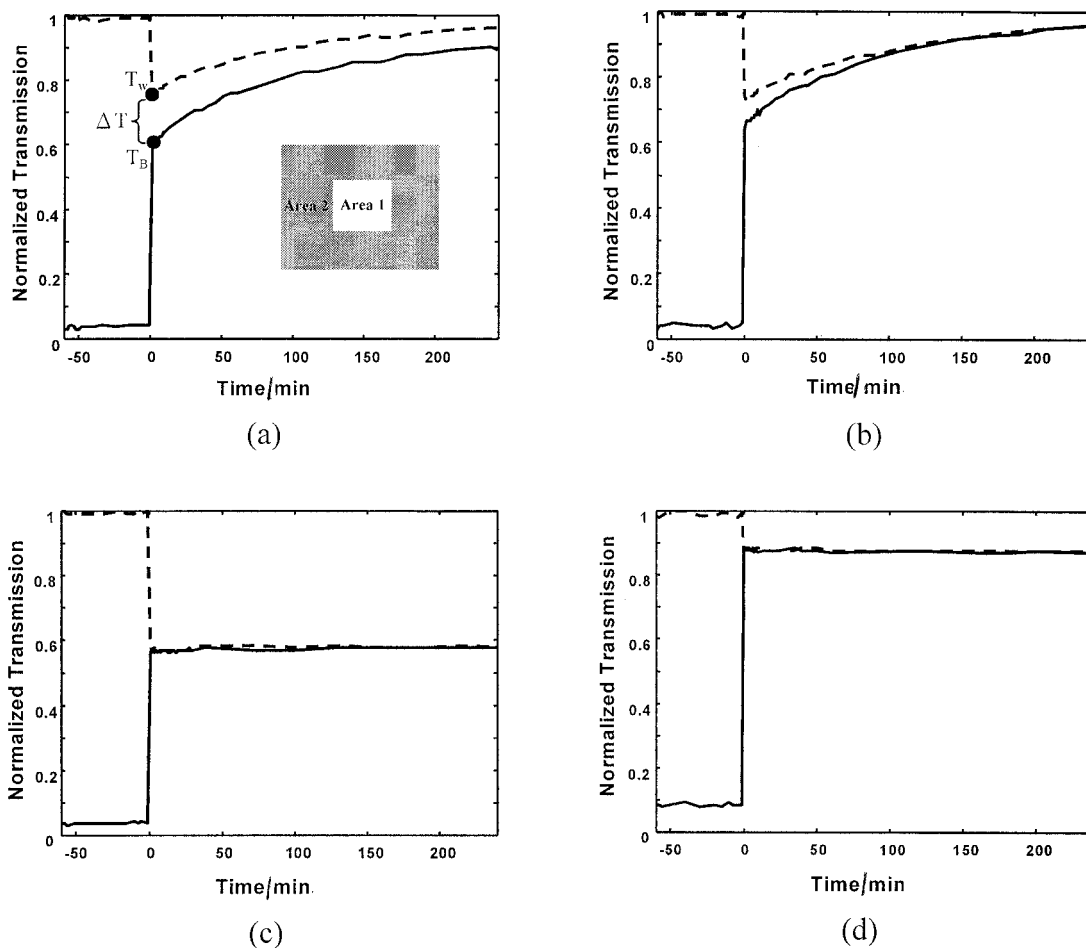 1
0.8
0.6
0.4
0.2
0
Normalized Transmission
T_W
ΔT {
T_B
Area 2 Area 1
-50 0 50 100 150 200
Time/min
(a)
1
0.8
0.6
0.4
0.2
0
Normalized Transmission
-50 0 50 100 150 200
Time/min
(b)
1
0.8
0.6
0.4
0.2
0
Normalized Transmission
-50 0 50 100 150 200
Time/min
(c)
1
0.8
0.6
0.4
0.2
0
Normalized Transmission
-50 0 50 100 150 200
Time/min
(d)